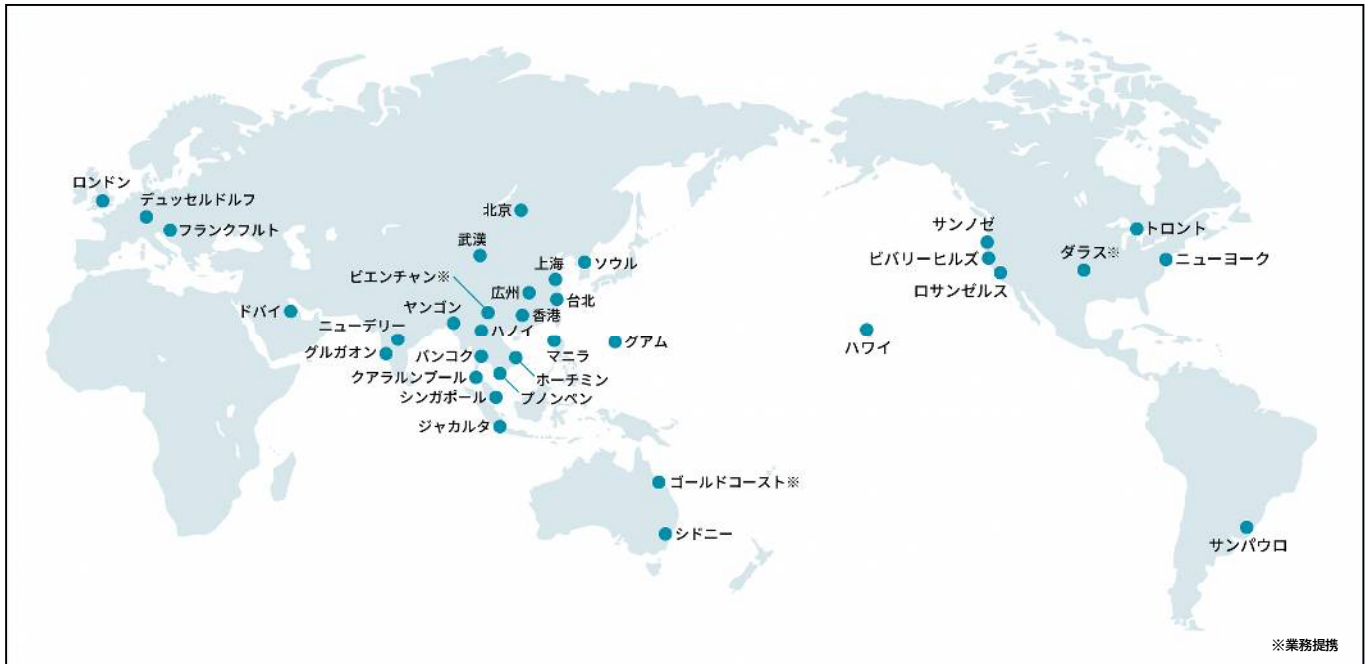 ロンドン
デュッセルドルフ
フランクフルト
北京
武漢
ビエンチャン※
上海
ソウル
広州
台北
ヤンゴン
香港
ドバイ
ニューデリー
ハノイ
グルガオン
バンコク
マニラ
グアム
クアラルンプール
ホーチミン
シンガポール
プノンペン
ジャカルタ
ゴールドコースト※
シドニー
サンノゼ
ビバリーヒルズ
ロサンゼルス
ダラス※
トロント
ニューヨーク
ハワイ
サンパウロ
※業務提携